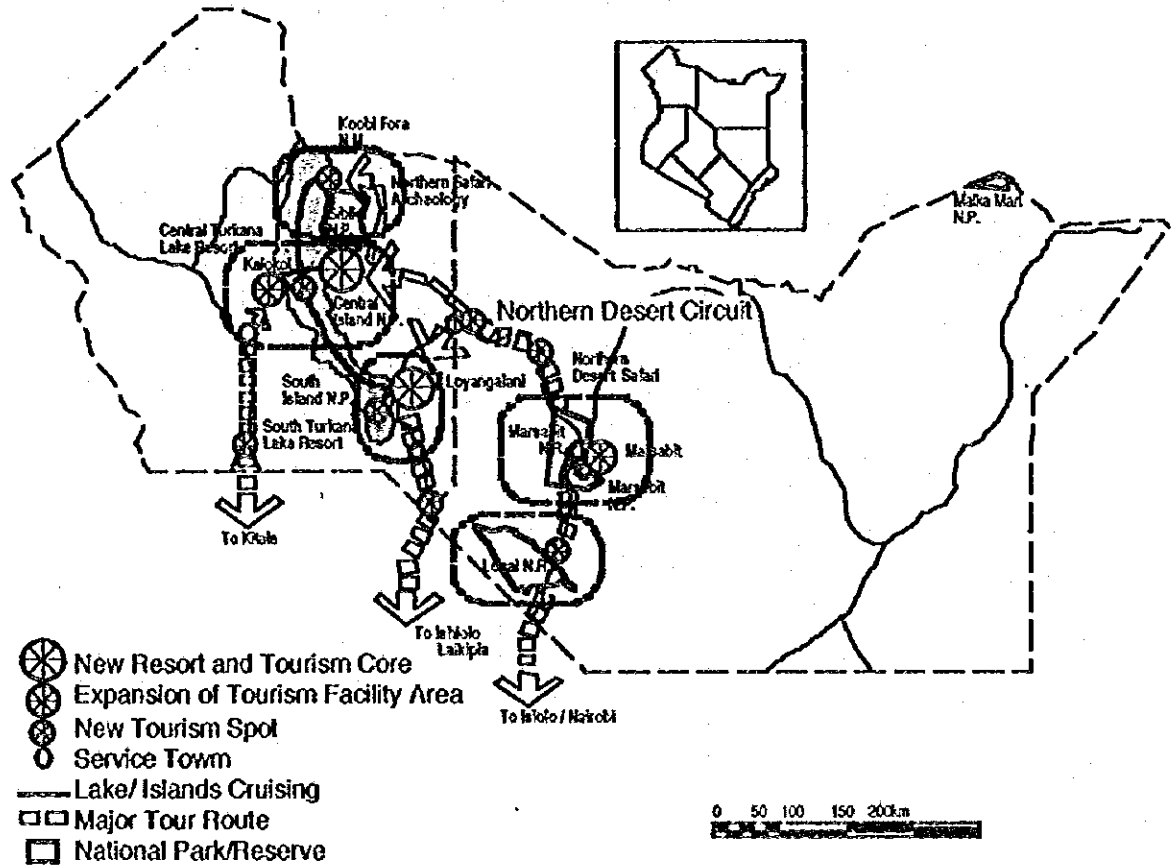 Koobi Fora
N.M.
Northern Safari
Archaeology
Sibiloi
N.P.
Central Turkana
Lake Resort
Kalokol
Central
Island N.
Northern Desert Circuit
Malka Mari
N.P.
Northern
Desert Safari
South
Island N.P.
Loyangalani
South Turkana
Lake Resort
Marsabit
N.R.
Marsabit
Marsabit
N.P.
To Kitale
Losai N.R.
To Isiolo
Laikipia
To Isiolo / Nairobi
New Resort and Tourism Core
Expansion of Tourism Facility Area
New Tourism Spot
Service Towm
Lake/ Islands Cruising
Major Tour Route
National Park/Reserve
0 50 100 150 200km